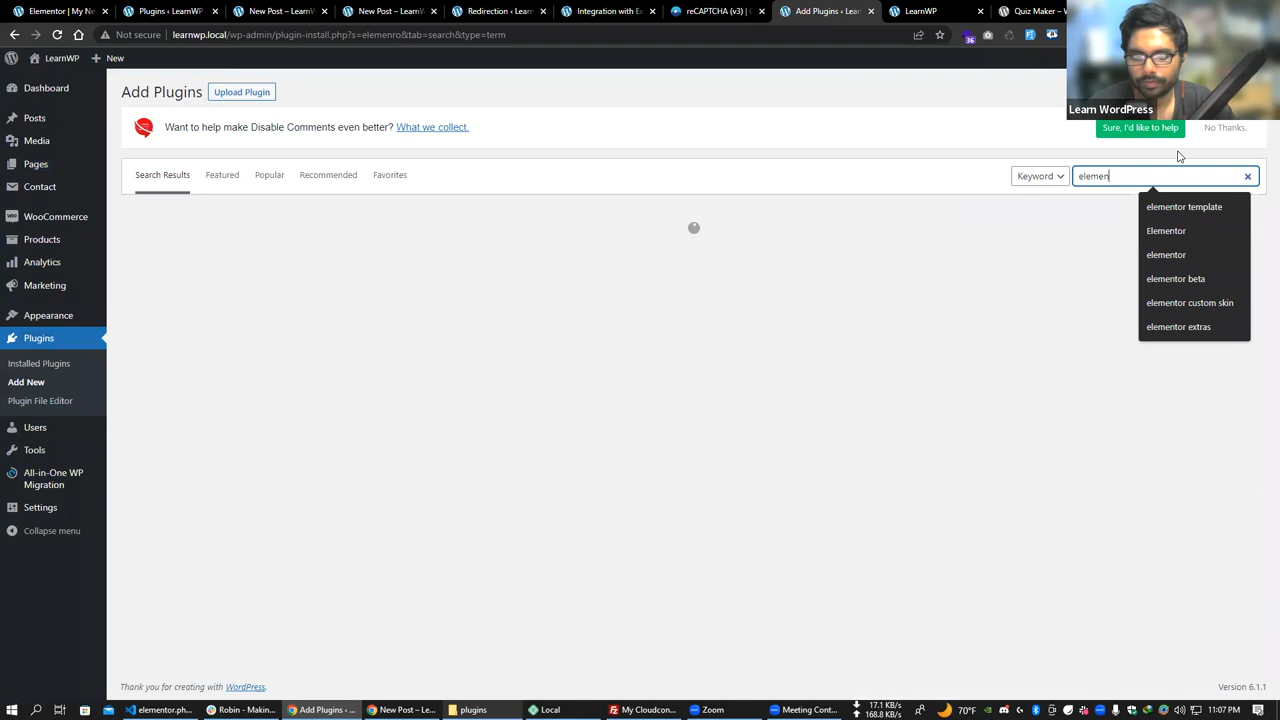 Elementor | My Ne
Plugins ‹ LearnWP
New Post ‹ LearnW
New Post ‹ LearnW
Redirection ‹ Learn
Integration with Ex
reCAPTCHA (v3) | C
Add Plugins ‹ Learn
LearnWP
Quiz Maker – W
Not secure
learnwp.local/wp-admin/plugin-install.php?s=elemenro&tab=search&type=term
36
LearnWP
New
Learn WordPress
Dashboard
Posts
Media
Pages
Contact
WooCommerce
Products
Analytics
Marketing
Appearance
Plugins
Installed Plugins
Add New
Plugin File Editor
Users
Tools
All-in-One WP
Migration
Settings
Collapse menu
Add Plugins
Upload Plugin
Want to help make Disable Comments even better? What we collect.
Sure, I'd like to help
No Thanks.
Search Results
Featured
Popular
Recommended
Favorites
Keyword
elemen
elementor template
Elementor
elementor
elementor beta
elementor custom skin
elementor extras
Thank you for creating with WordPress.
Version 6.1.1
elementor.ph...
Robin - Makin...
Add Plugins ‹ ...
New Post – Lear...
plugins
Local
My Cloudcon...
Zoom
Meeting Cont...
17.1 KB/s
168.8 KB/s
70°F
11:07 PM